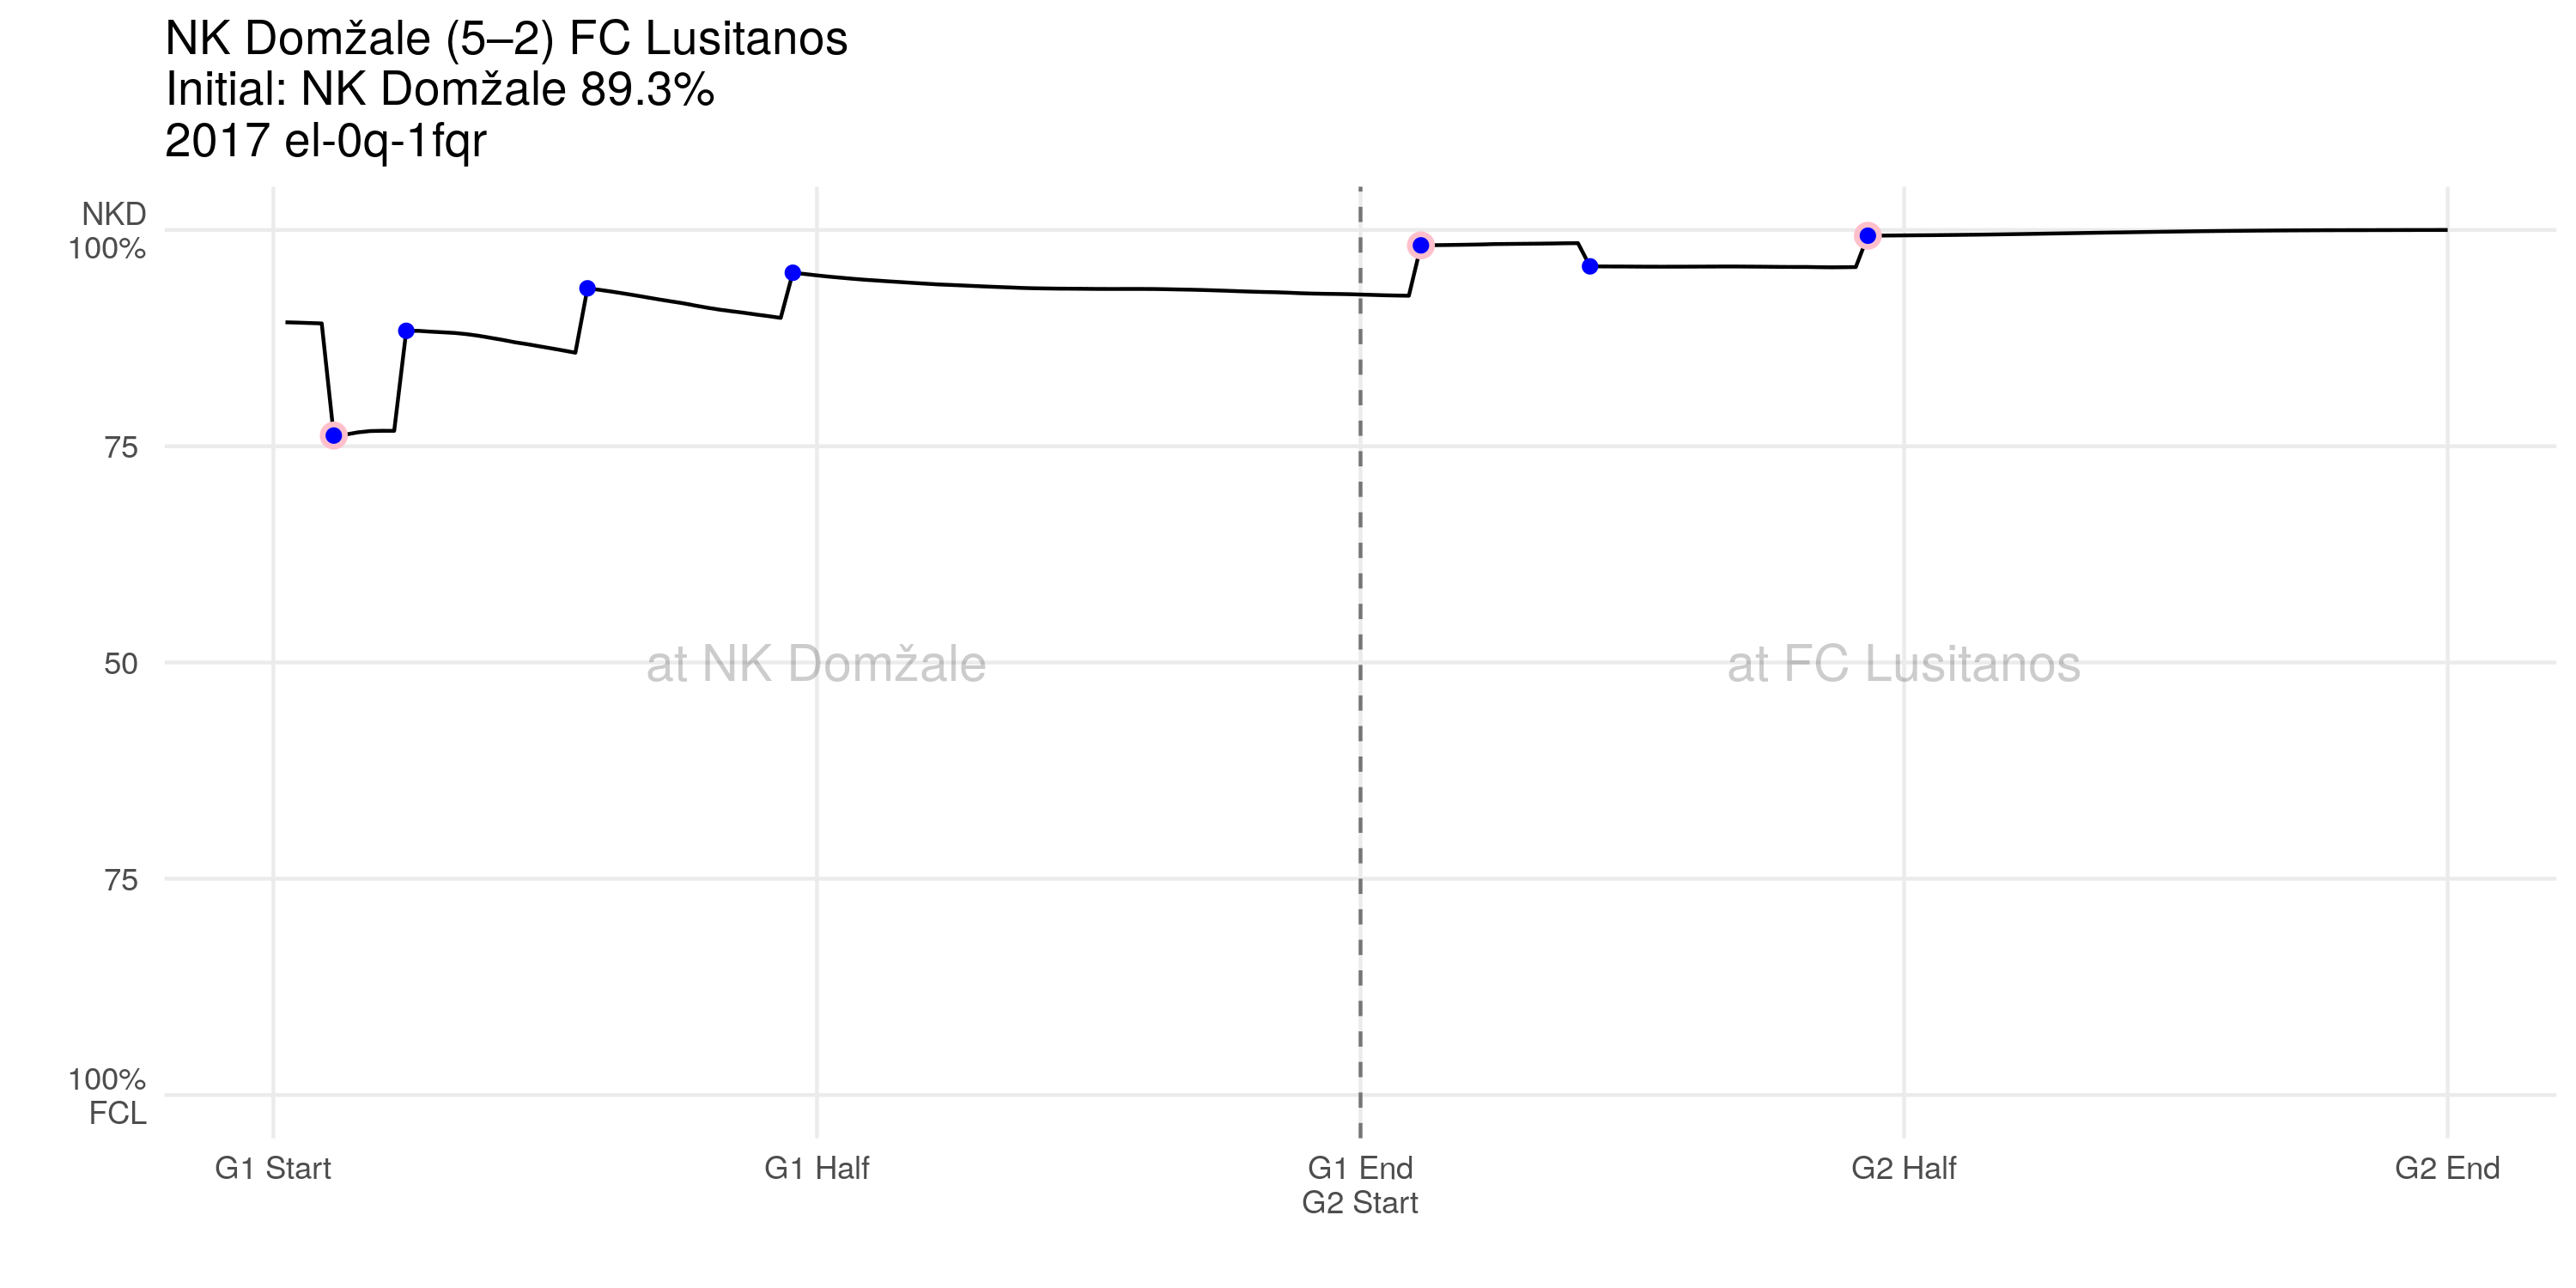 NK Domžale (5–2) FC Lusitanos
Initial: NK Domžale 89.3%
2017 el-0q-1fqr
NKD
100%
75
50
75
100%
FCL
at NK Domžale
at FC Lusitanos
G1 Start
G1 Half
G1 End
G2 Start
G2 Half
G2 End